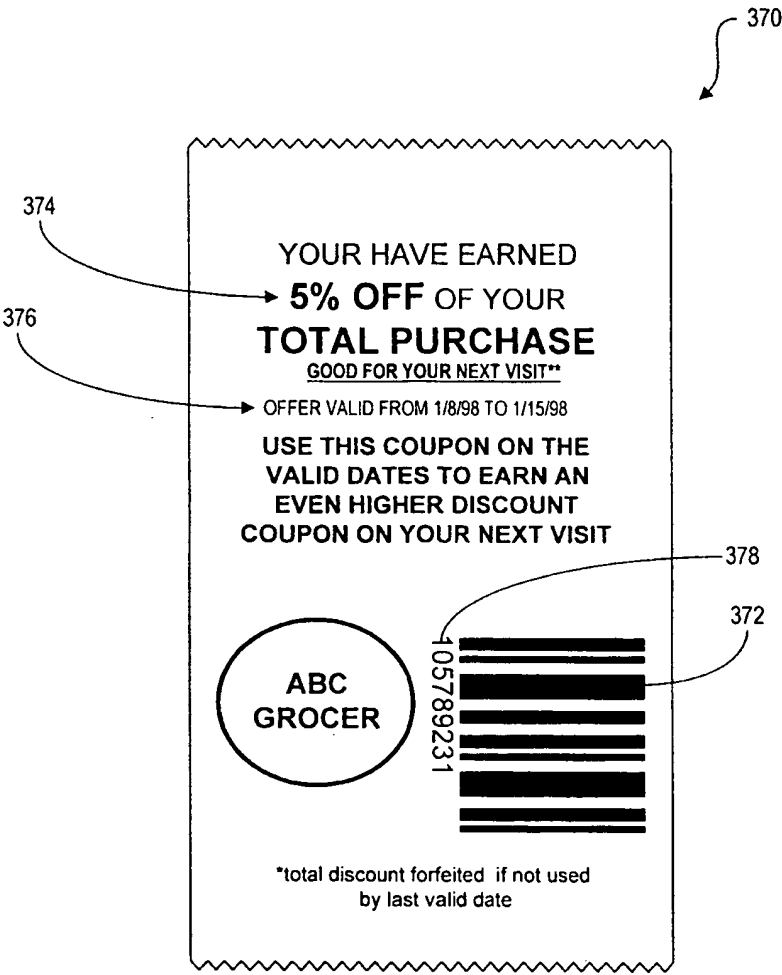 370
374
YOUR HAVE EARNED
5% OFF OF YOUR
376
TOTAL PURCHASE
GOOD FOR YOUR NEXT VISIT**
OFFER VALID FROM 1/8/98 TO 1/15/98
USE THIS COUPON ON THE
VALID DATES TO EARN AN
EVEN HIGHER DISCOUNT
COUPON ON YOUR NEXT VISIT
378
372
105789231
ABC
GROCER
*total discount forfeited if not used
by last valid date